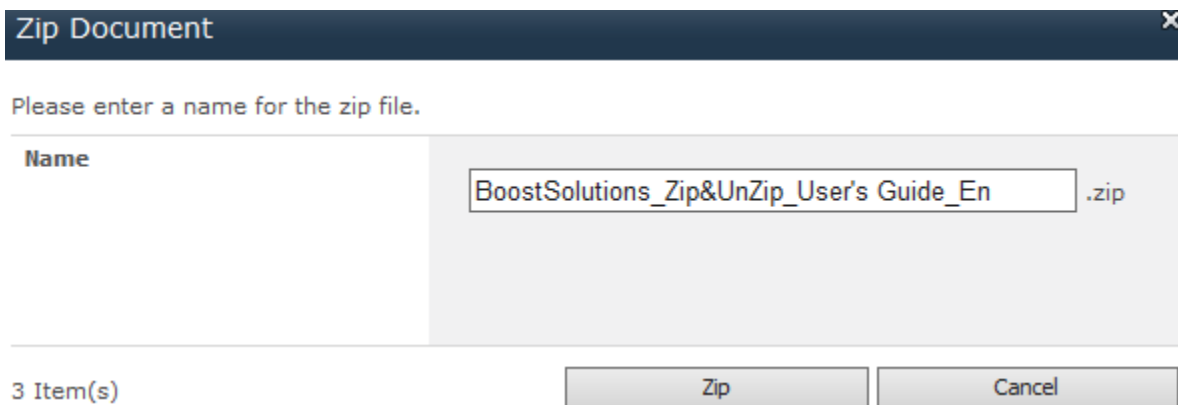 Zip Document
Please enter a name for the zip file.
Name
BoostSolutions_Zip&UnZip_User's Guide_En .zip
3 Item(s) Zip Cancel